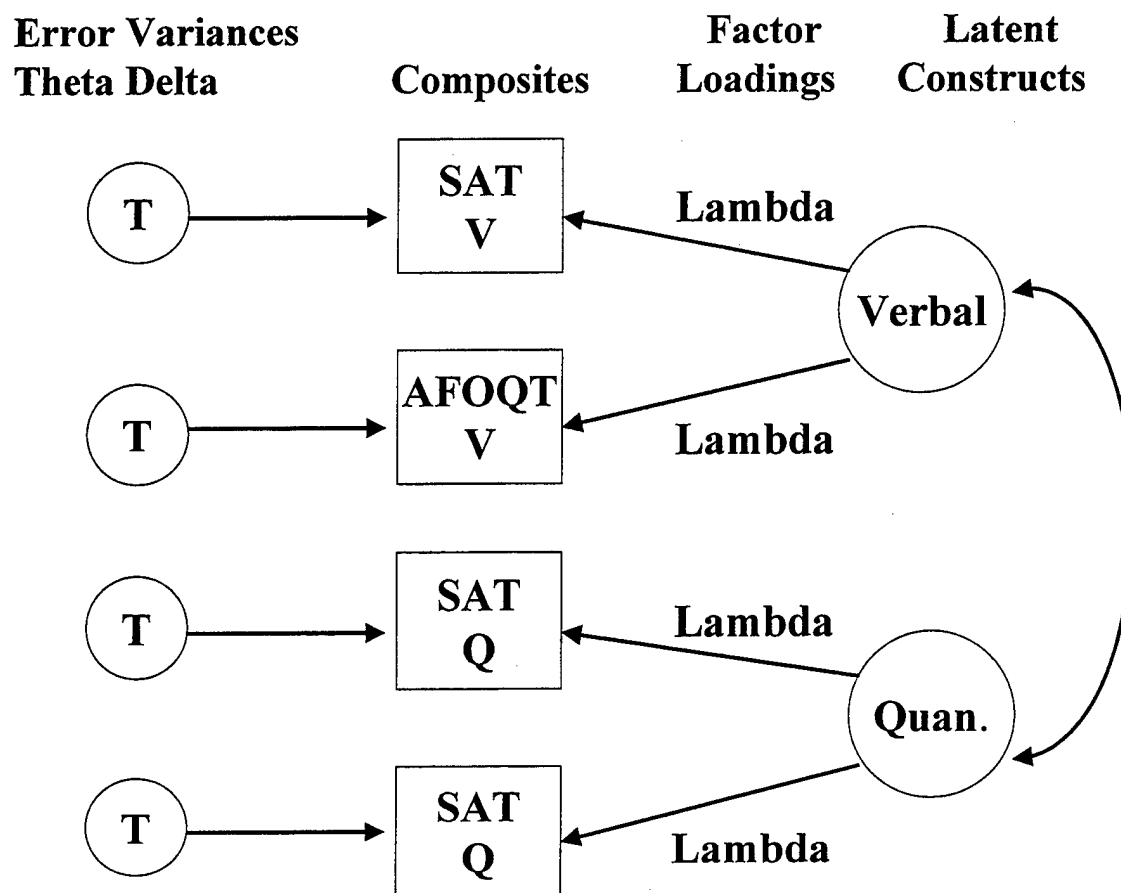 Error Variances
Theta Delta
Composites
Factor
Loadings
Latent
Constructs
T
SAT
V
Lambda
Verbal
T
AFOQT
V
Lambda
T
SAT
Q
Lambda
Quan.
T
SAT
Q
Lambda